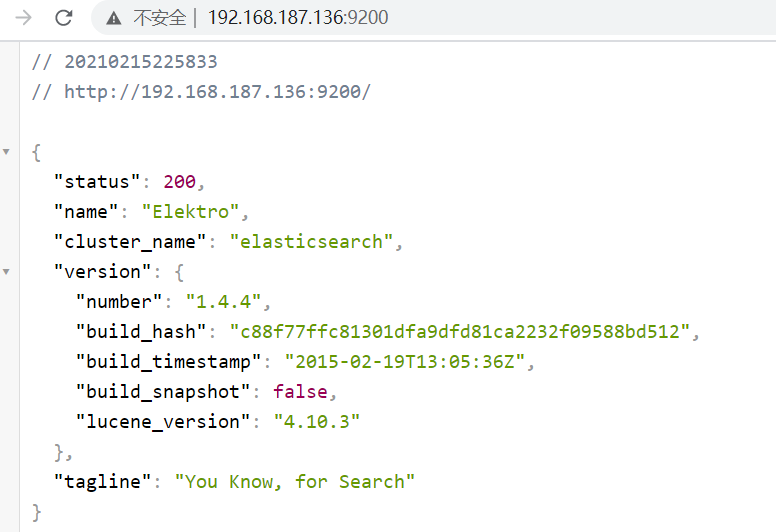 不安全 | 192.168.187.136:9200
// 20210215225833
// http://192.168.187.136:9200/
{
"status": 200,
"name": "Elektro",
"cluster_name": "elasticsearch",
"version": {
"number": "1.4.4",
"build_hash": "c88f77ffc81301dfa9dfd81ca2232f09588bd512",
"build_timestamp": "2015-02-19T13:05:36Z",
"build_snapshot": false,
"lucene_version": "4.10.3"
},
"tagline": "You Know, for Search"
}